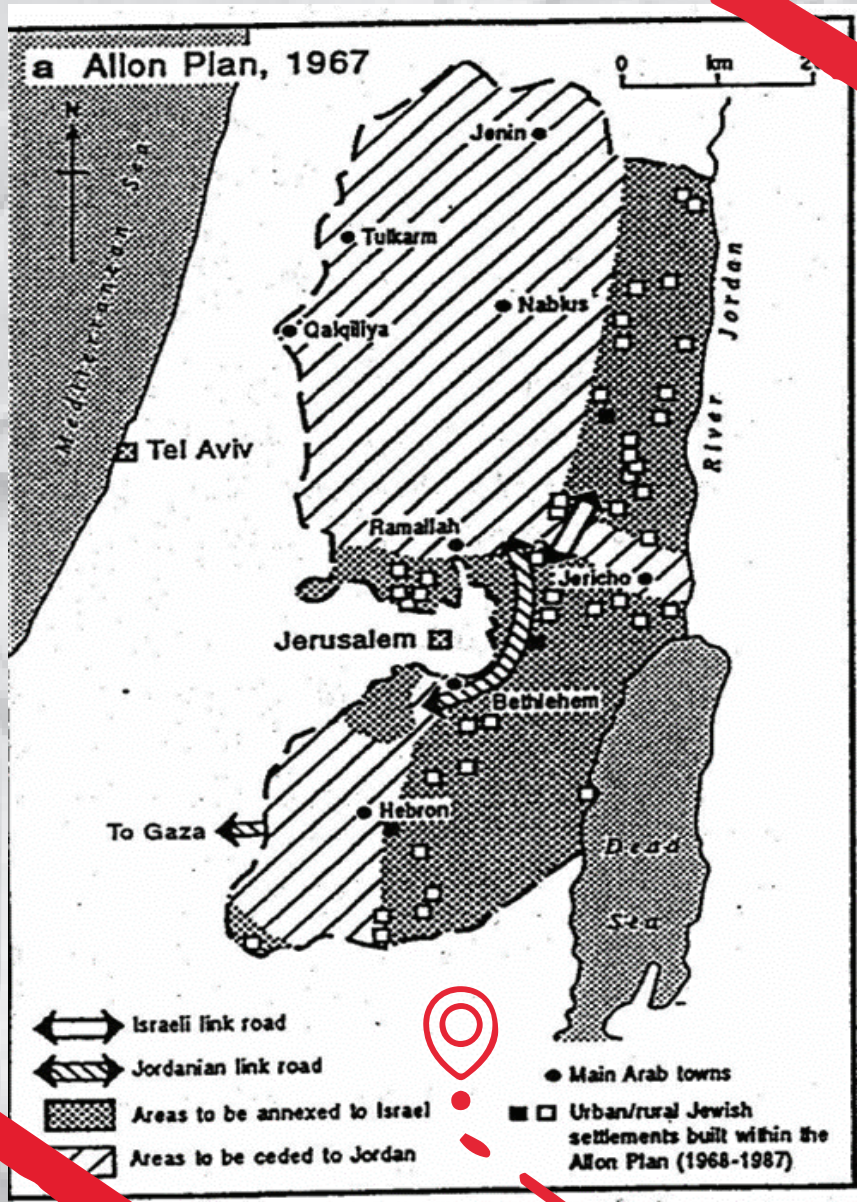 a Allon Plan, 1967
0 km 2
N
Mediterranean Sea
Jenin
Tulkarm
Nablus
Qalqiliya
River Jordan
Tel Aviv
Ramallah
Jericho
Jerusalem
Bethlehem
Hebron
To Gaza
Dead
Sea
Israeli link road
Jordanian link road
Areas to be annexed to Israel
Areas to be ceded to Jordan
Main Arab towns
Urban/rural Jewish
settlements built within the
Allon Plan (1968-1987)